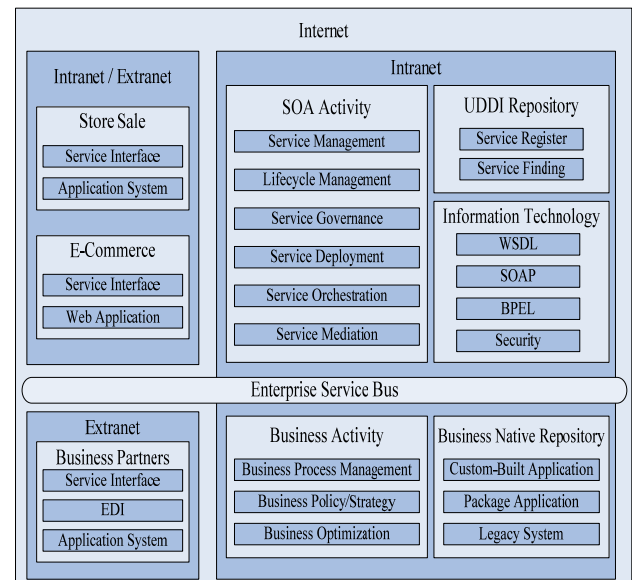 Internet
Intranet / Extranet
Store Sale
Service Interface
Application System
E-Commerce
Service Interface
Web Application
Intranet
SOA Activity
Service Management
Lifecycle Management
Service Governance
Service Deployment
Service Orchestration
Service Mediation
UDDI Repository
Service Register
Service Finding
Information Technology
WSDL
SOAP
BPEL
Security
Enterprise Service Bus
Extranet
Business Partners
Service Interface
EDI
Application System
Business Activity
Business Process Management
Business Policy/Strategy
Business Optimization
Business Native Repository
Custom-Built Application
Package Application
Legacy System